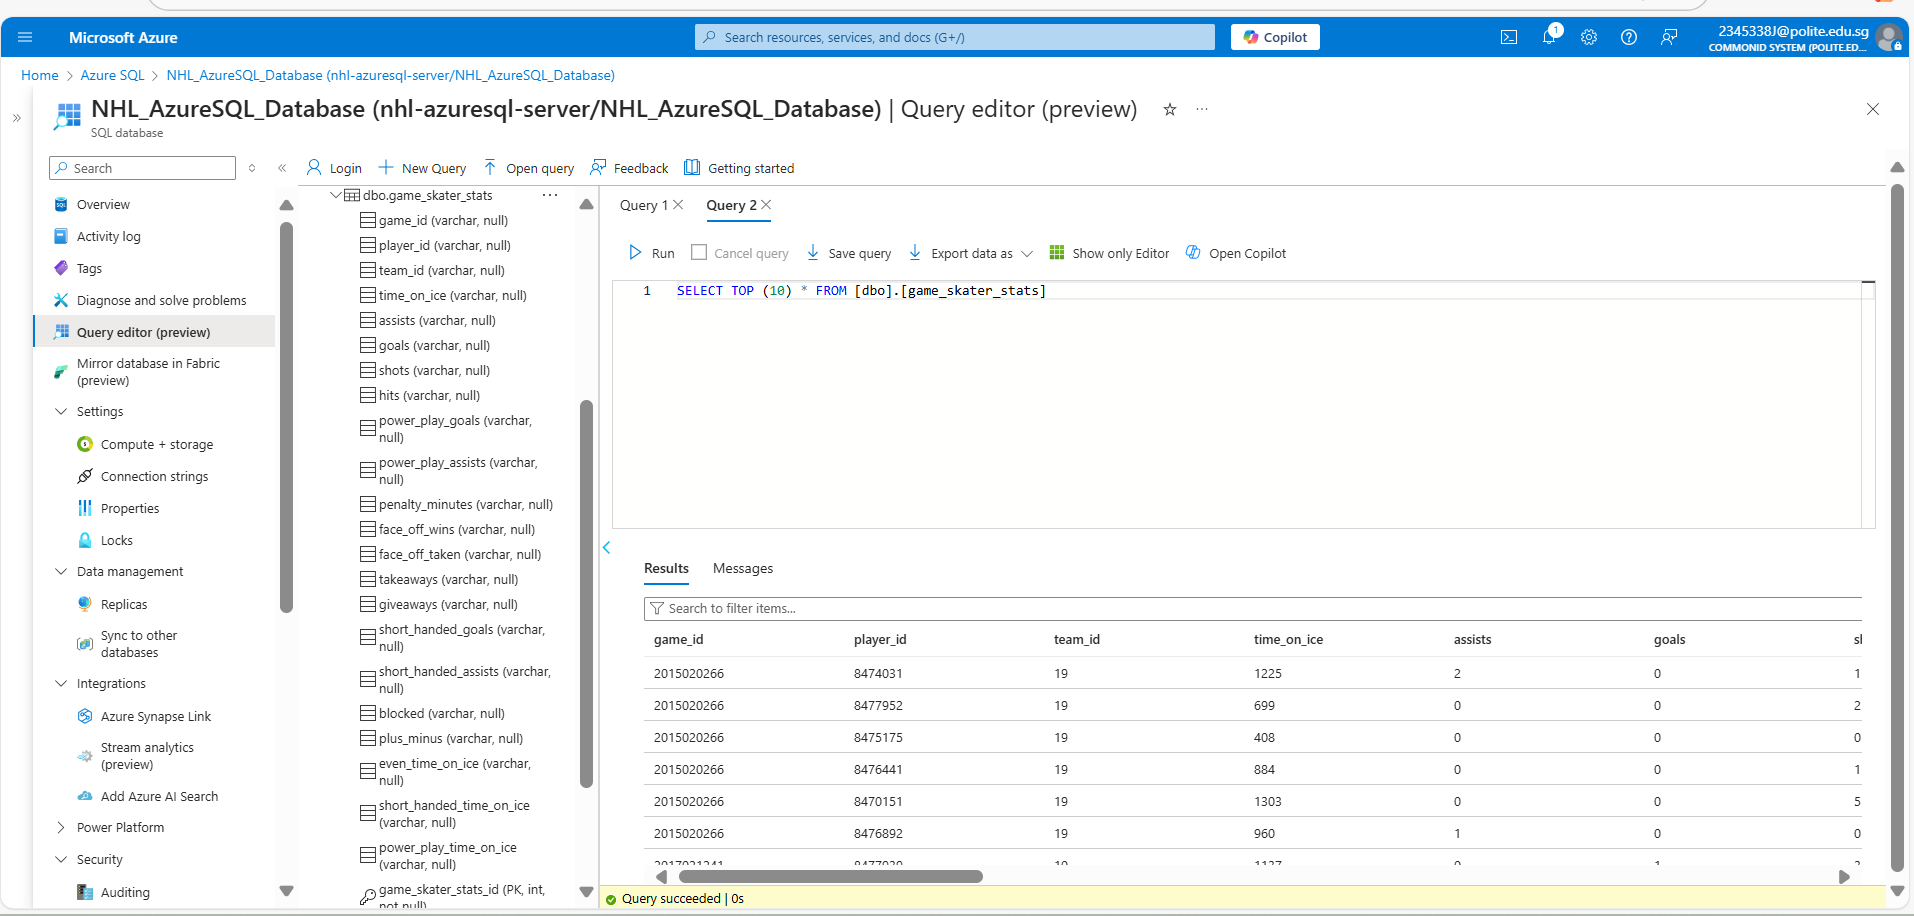 Microsoft Azure
Search resources, services, and docs (G+/)
Copilot
1
2345338J@polite.edu.sg
COMMONID SYSTEM (POLITE.ED...
Home > Azure SQL > NHL_AzureSQL_Database (nhl-azuresql-server/NHL_AzureSQL_Database)
NHL_AzureSQL_Database (nhl-azuresql-server/NHL_AzureSQL_Database) | Query editor (preview)
SQL database
Search
Overview
Activity log
Tags
Diagnose and solve problems
Query editor (preview)
Mirror database in Fabric
(preview)
Settings
Compute + storage
Connection strings
Properties
Locks
Data management
Replicas
Sync to other
databases
Integrations
Azure Synapse Link
Stream analytics
(preview)
Add Azure AI Search
Power Platform
Security
Auditing
Login
New Query
Open query
Feedback
Getting started
dbo.game_skater_stats
game_id (varchar, null)
player_id (varchar, null)
team_id (varchar, null)
time_on_ice (varchar, null)
assists (varchar, null)
goals (varchar, null)
shots (varchar, null)
hits (varchar, null)
power_play_goals (varchar,
null)
power_play_assists (varchar,
null)
penalty_minutes (varchar, null)
face_off_wins (varchar, null)
face_off_taken (varchar, null)
takeaways (varchar, null)
giveaways (varchar, null)
short_handed_goals (varchar,
null)
short_handed_assists (varchar,
null)
blocked (varchar, null)
plus_minus (varchar, null)
even_time_on_ice (varchar,
null)
short_handed_time_on_ice
(varchar, null)
power_play_time_on_ice
(varchar, null)
game_skater_stats_id (PK, int,
not null)
Query 1
Query 2
Run
Cancel query
Save query
Export data as
Show only Editor
Open Copilot
1 SELECT TOP (10) * FROM [dbo].[game_skater_stats]
Results
Messages
Search to filter items...
game_id player_id team_id time_on_ice assists goals
2015020266 8474031 19 1225 2 0 1
2015020266 8477952 19 699 0 0 2
2015020266 8475175 19 408 0 0 0
2015020266 8476441 19 884 0 0 1
2015020266 8470151 19 1303 0 0 5
2015020266 8476892 19 960 1 0 0
Query succeeded | 0s